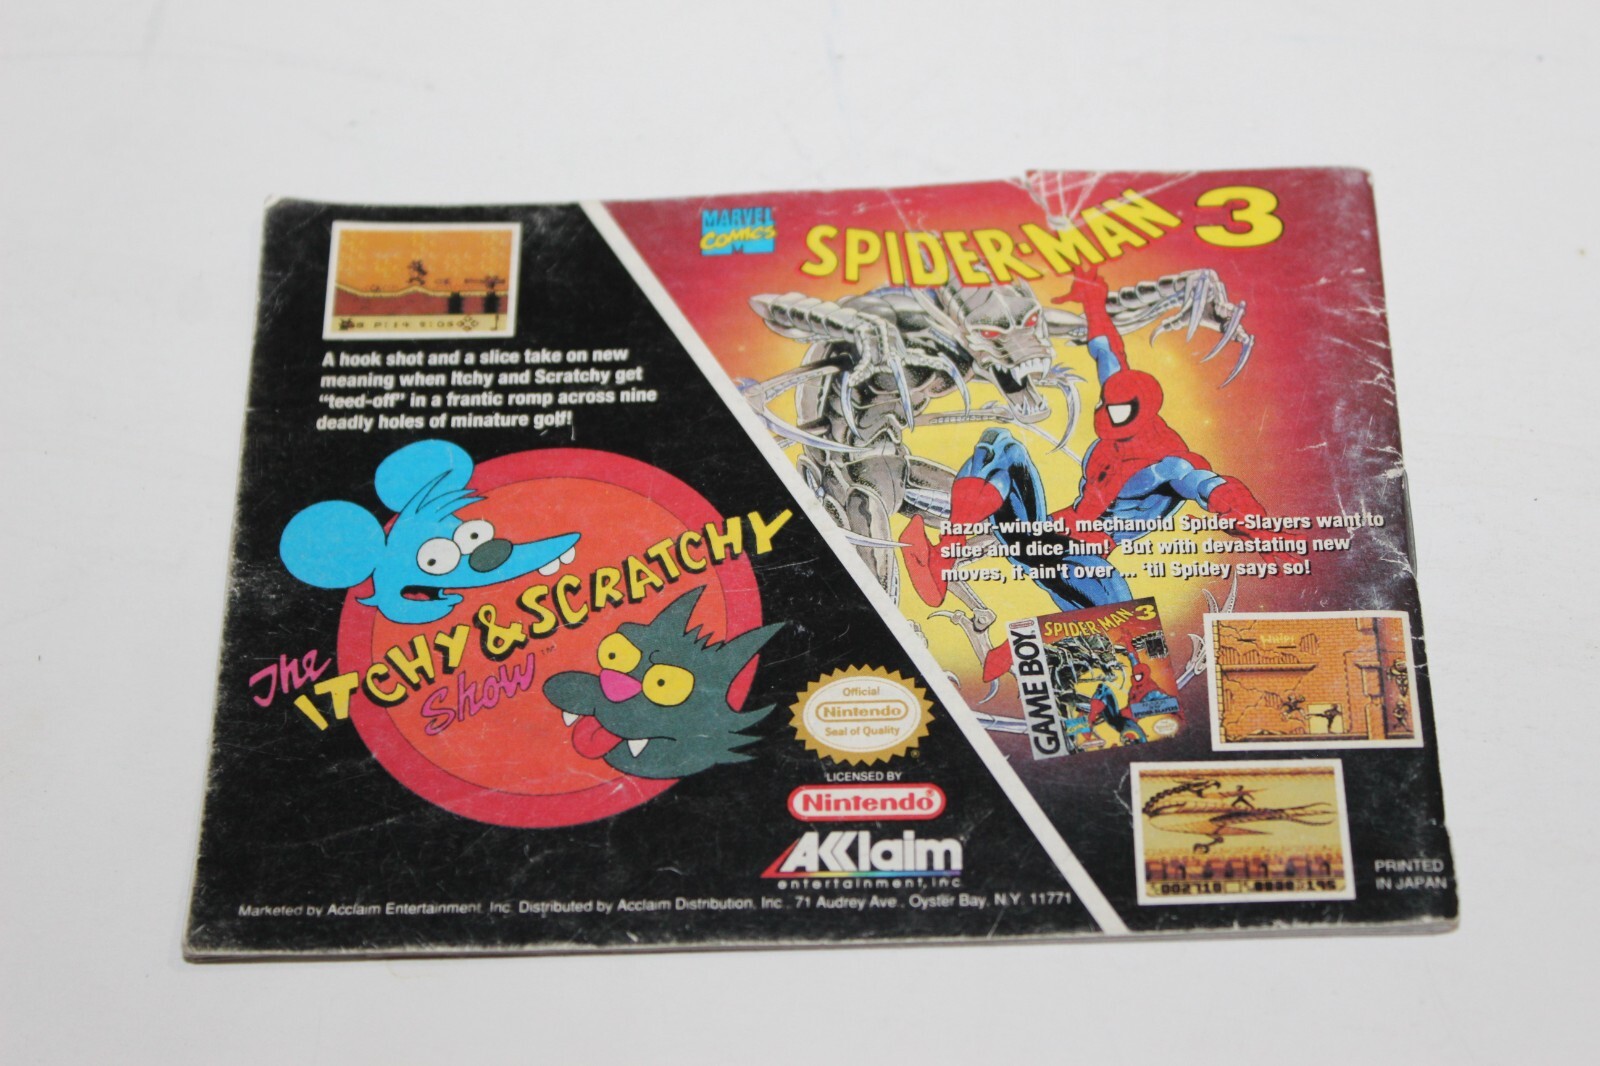 A hook shot and a slice take on new
meaning when Itchy and Scratchy get
"teed-off" in a frantic romp across nine
deadly holes of minature golf!
The
ITCHY & SCRATCHY
Show™
Official
Nintendo
Seal of Quality
®
LICENSED BY
Nintendo®
AKKlaim
entertainment, inc.
Marketed by Acclaim Entertainment, Inc. Distributed by Acclaim Distribution, Inc., 71 Audrey Ave., Oyster Bay, N.Y. 11771
MARVEL
COMICS
SPIDER-MAN 3
Razor-winged, mechanoid Spider-Slayers want to
slice and dice him! But with devastating new
moves, it ain't over ... 'til Spidey says so!
GAME BOY
SPIDER-MAN 3
WHIP!
002710
PRINTED
IN JAPAN